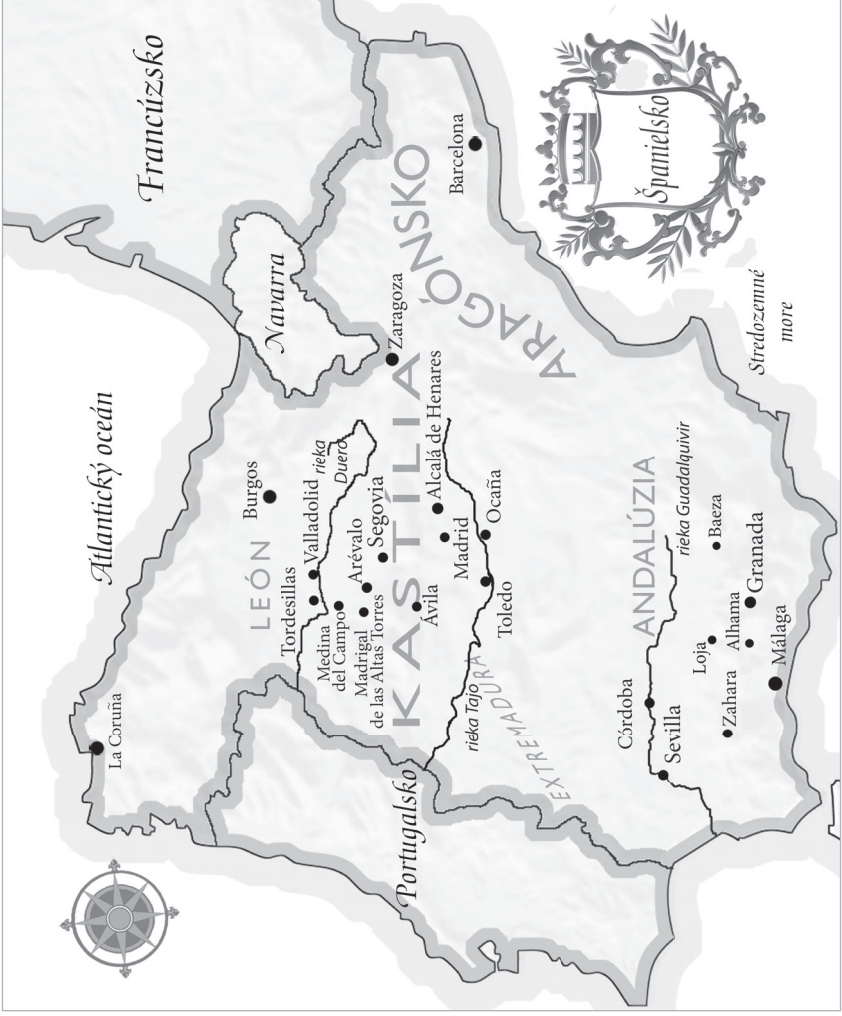 Francúzsko
Atlantický oceán
Španielsko
La Coruña
Navarra
Barcelona
ARAGÓNSKO
Zaragoza
Burgos
LEÓN
rieka
Duero
Valladolid
Tordesillas
Medina
del Campo
Arévalo
Segovia
Madrigal
de las Altas Torres
KASTÍLIA
Ávila
Alcalá de Henares
Madrid
Ocaña
Toledo
rieka Tajo
EXTREMADURA
Portugalsko
Stredozemné
more
ANDALÚZIA
rieka Guadalquivir
Córdoba
Sevilla
Baeza
Loja
Alhama
Granada
Zahara
Málaga